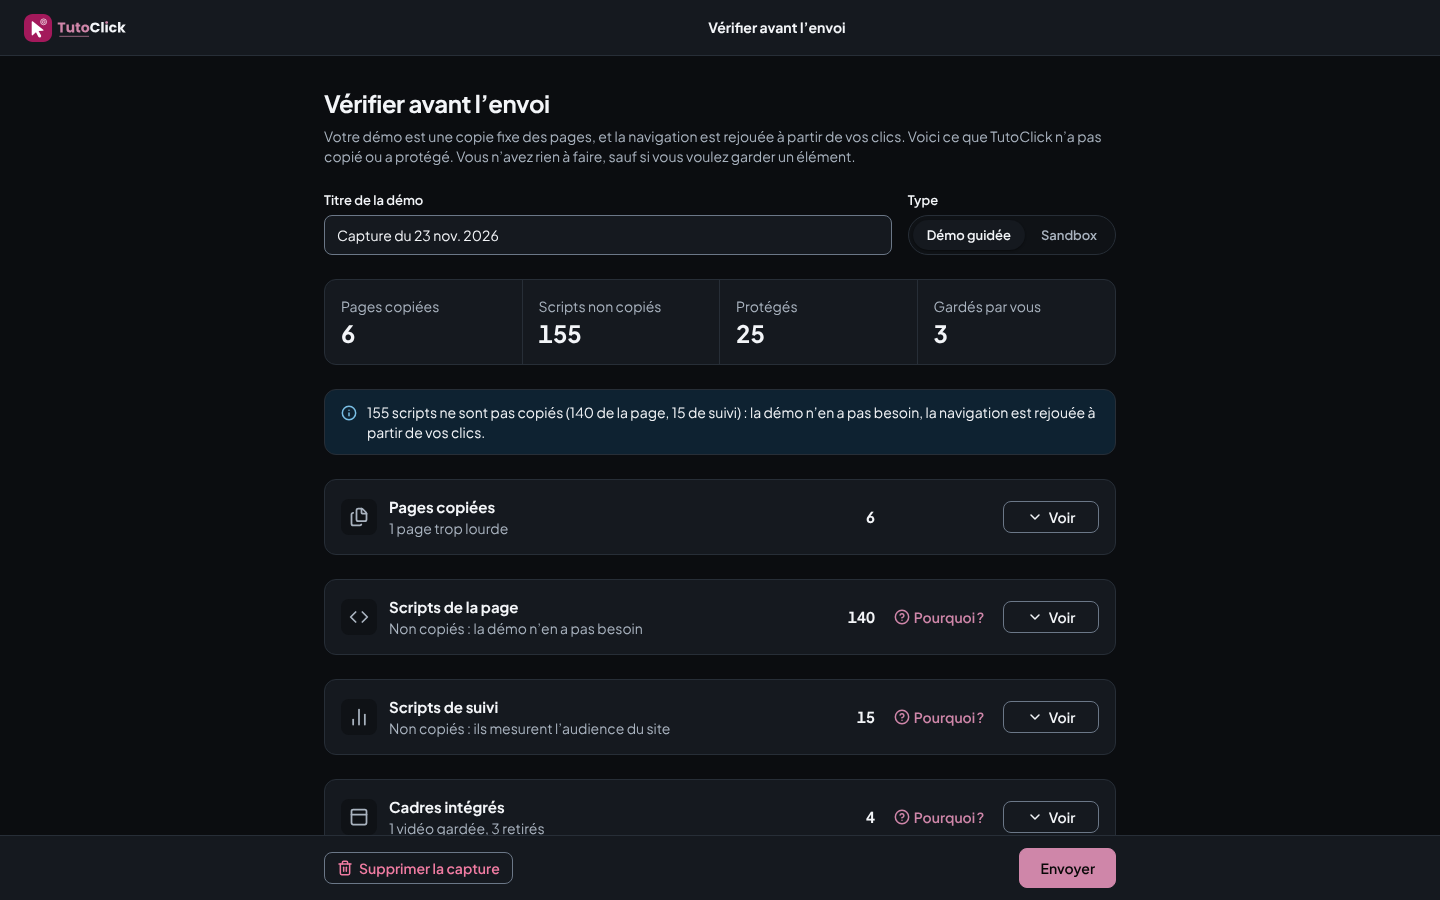 TutoClick
Vérifier avant l’envoi
Vérifier avant l’envoi
Votre démo est une copie fixe des pages, et la navigation est rejouée à partir de vos clics. Voici ce que TutoClick n’a pas
copié ou a protégé. Vous n’avez rien à faire, sauf si vous voulez garder un élément.
Titre de la démo
Type
Capture du 23 nov. 2026
Démo guidée
Sandbox
Pages copiées
6
Scripts non copiés
155
Protégés
25
Gardés par vous
3
155 scripts ne sont pas copiés (140 de la page, 15 de suivi) : la démo n’en a pas besoin, la navigation est rejouée à
partir de vos clics.
Pages copiées
1 page trop lourde
6
Voir
Scripts de la page
Non copiés : la démo n’en a pas besoin
140
Pourquoi ?
Voir
Scripts de suivi
Non copiés : ils mesurent l’audience du site
15
Pourquoi ?
Voir
Cadres intégrés
1 vidéo gardée, 3 retirés
4
Pourquoi ?
Voir
Supprimer la capture
Envoyer